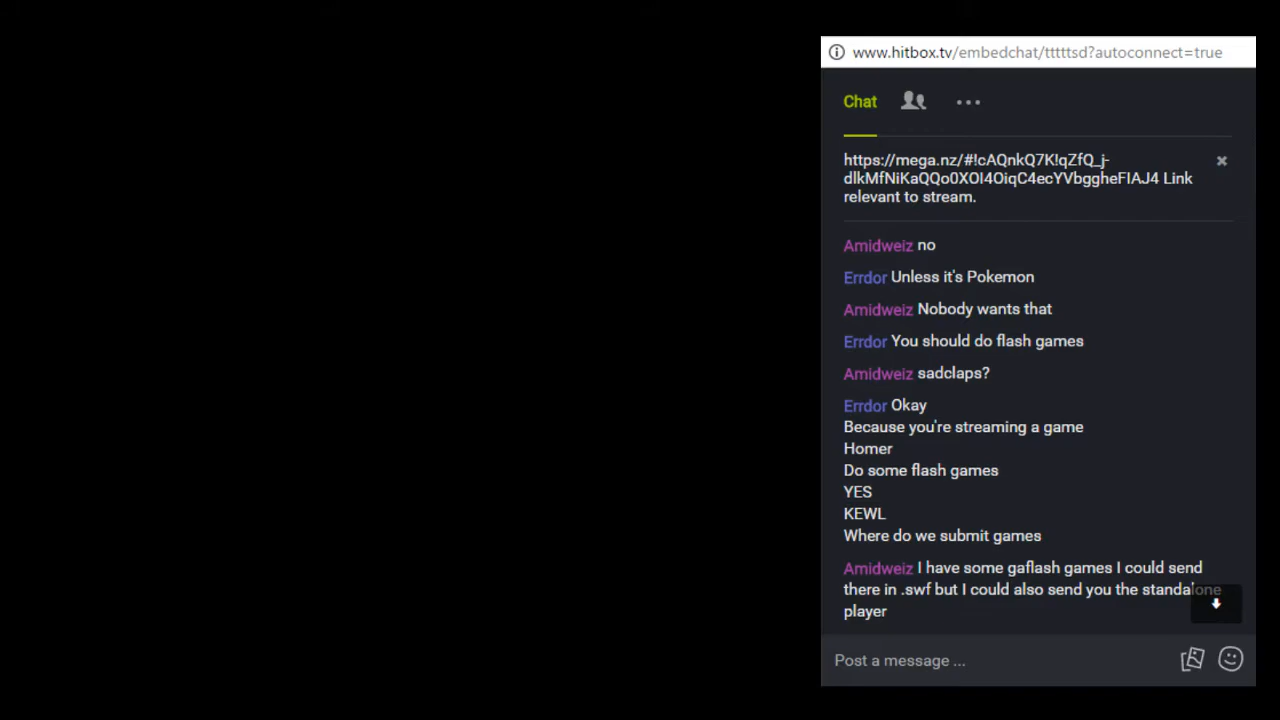 www.hitbox.tv/embedchat/tttttsd?autoconnect=true
Chat
https://mega.nz/#!cAQnkQ7K!qZfQ_j-
dlkMfNiKaQQo0XOI4OiqC4ecYVbggheFIAJ4 Link
relevant to stream.
Amidweiz no
Errdor Unless it's Pokemon
Amidweiz Nobody wants that
Errdor You should do flash games
Amidweiz sadclaps?
Errdor Okay
Because you're streaming a game
Homer
Do some flash games
YES
KEWL
Where do we submit games
Amidweiz I have some gaflash games I could send
there in .swf but I could also send you the standalone
player
Post a message ...